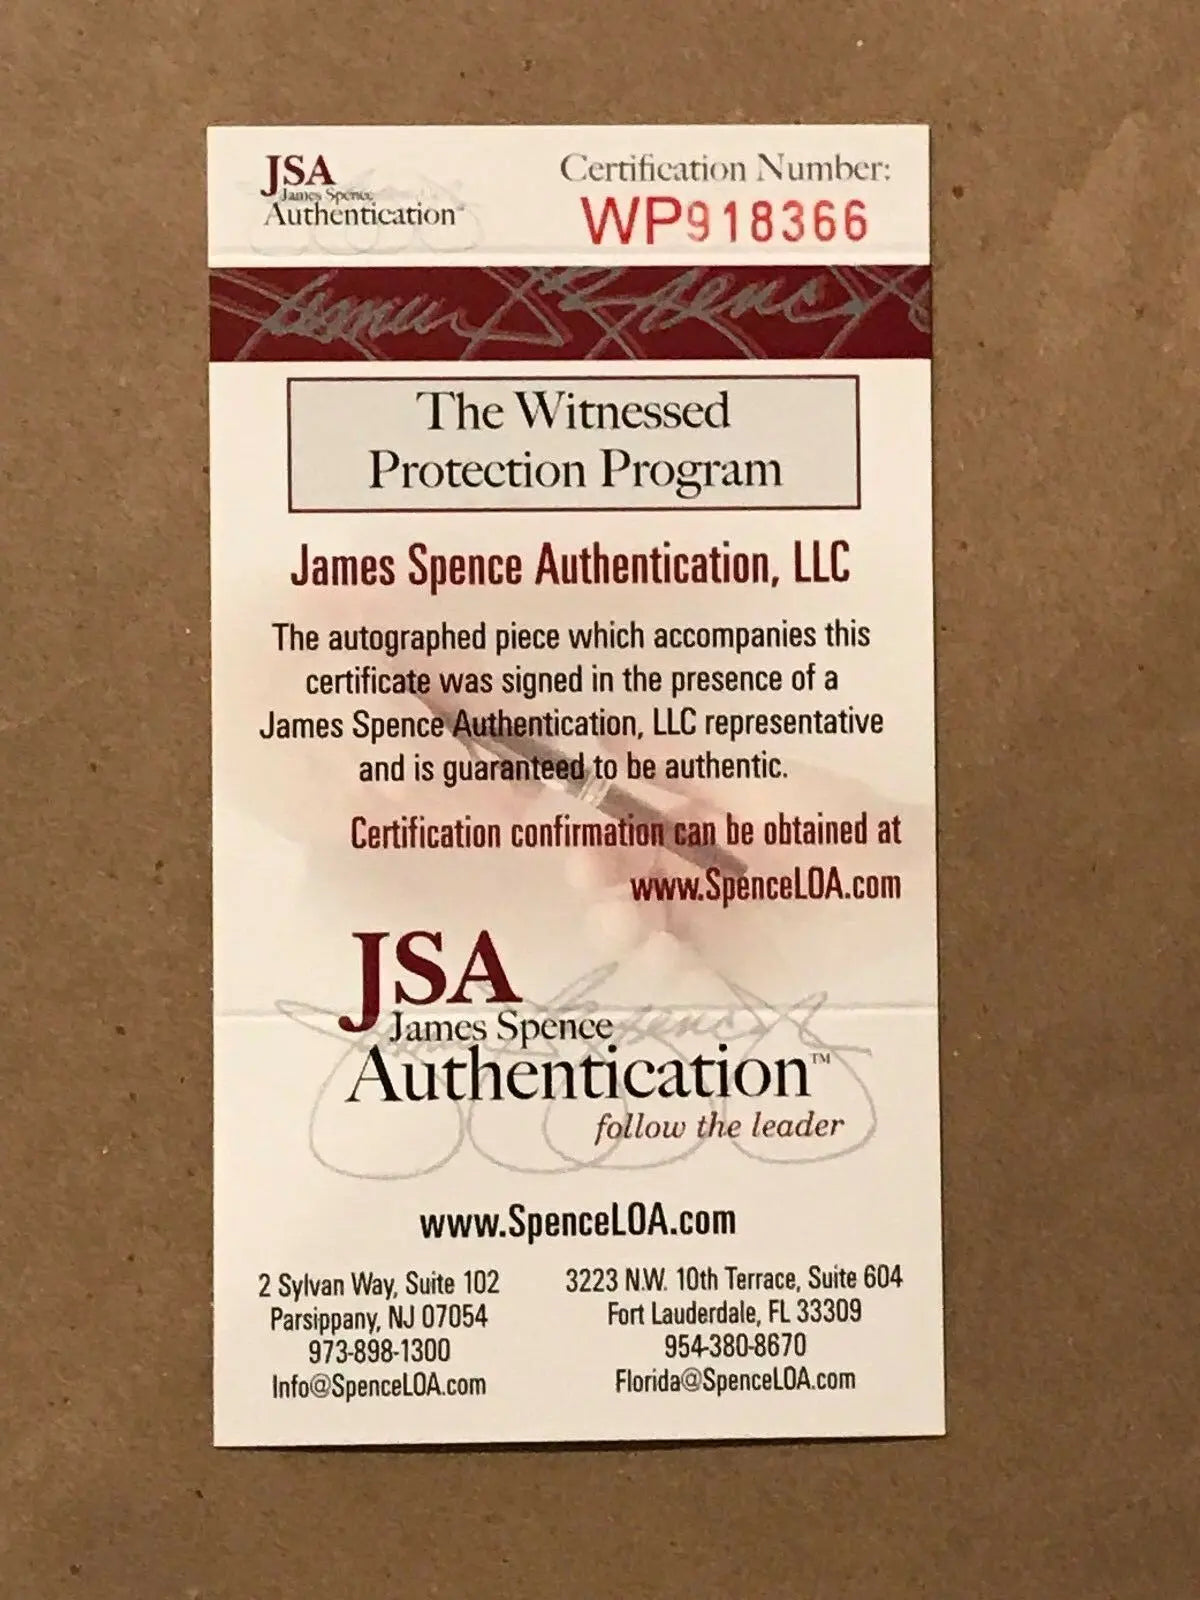 JSA
James Spence
Authentication
Certification Number:
WP918366
James Spence
The Witnessed
Protection Program
James Spence Authentication, LLC
The autographed piece which accompanies this
certificate was signed in the presence of a
James Spence Authentication, LLC representative
and is guaranteed to be authentic.
Certification confirmation can be obtained at
www.SpenceLOA.com
JSA
James Spence
Authentication™
follow the leader
www.SpenceLOA.com
2 Sylvan Way, Suite 102
Parsippany, NJ 07054
973-898-1300
Info@SpenceLOA.com
3223 N.W. 10th Terrace, Suite 604
Fort Lauderdale, FL 33309
954-380-8670
Florida@SpenceLOA.com